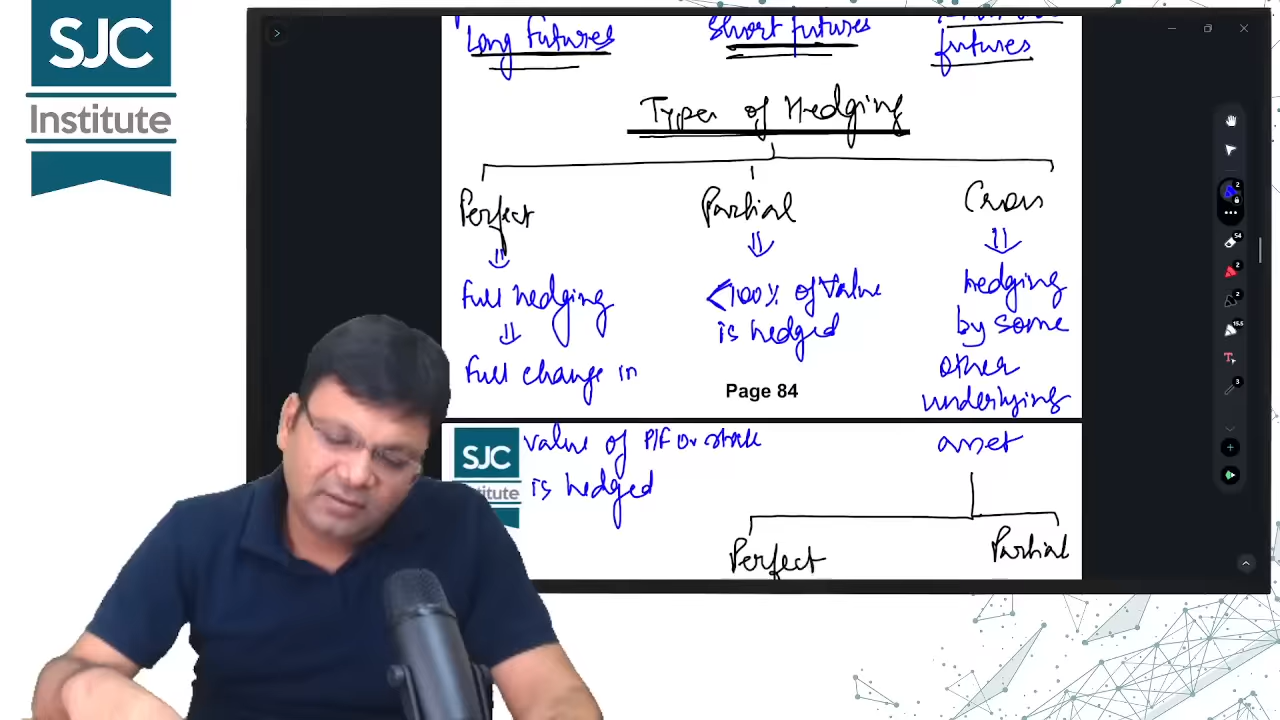 SJC
Institute
Long futures
Short futures
futures
Types of Hedging
Perfect
Partial
Cross
full hedging
full change in
<100% of value
is hedged
Hedging
by some
other
underlying
Page 84
SJC
value of P/F or stock
is hedged
asset
Perfect
Partial